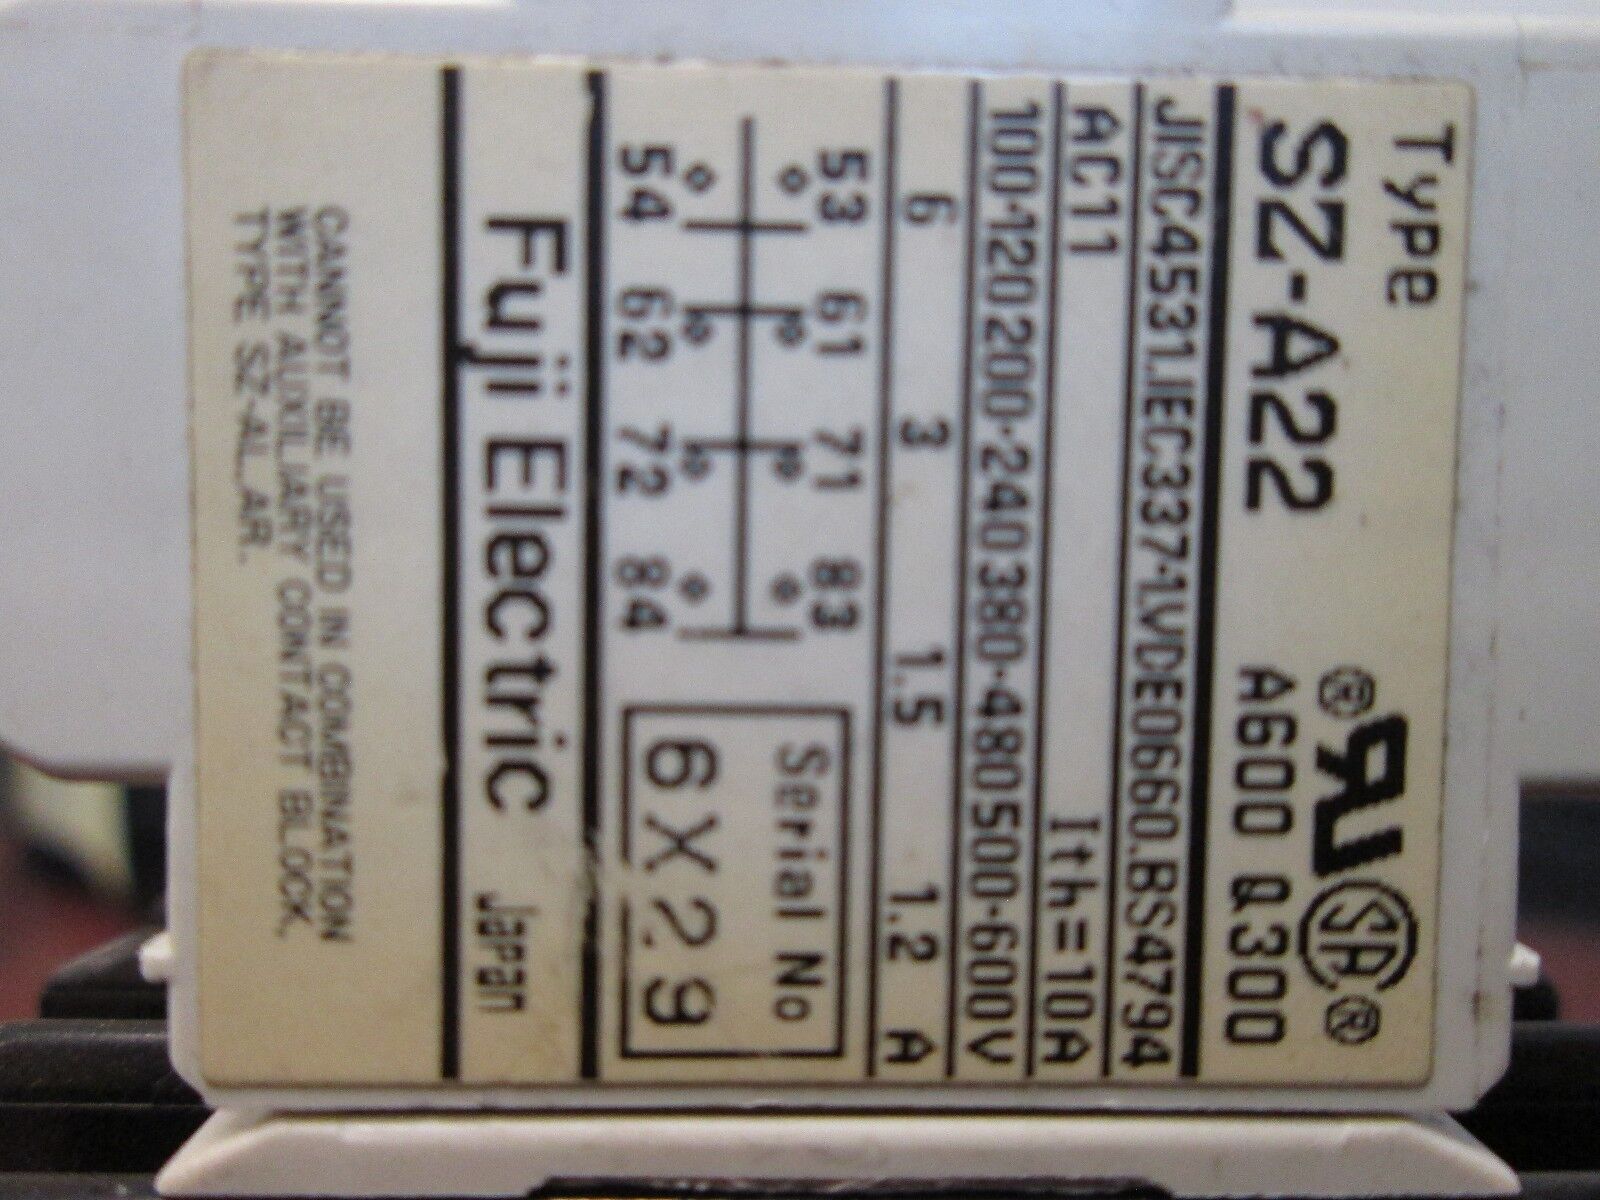 Type
SZ-A22
® UL SA ®
A600 Q300
JISC4531.IEC337-1.VDE0660.BS4794
AC11 Ith=10A
100-120 200-240 380-480 500-600V
6 3 1.5 1.2 A
53 61 71 83
54 62 72 84
Serial No
6X29
Fuji Electric Japan
CANNOT BE USED IN COMBINATION
WITH AUXILIARY CONTACT BLOCK,
TYPE SZ-AL,AR.